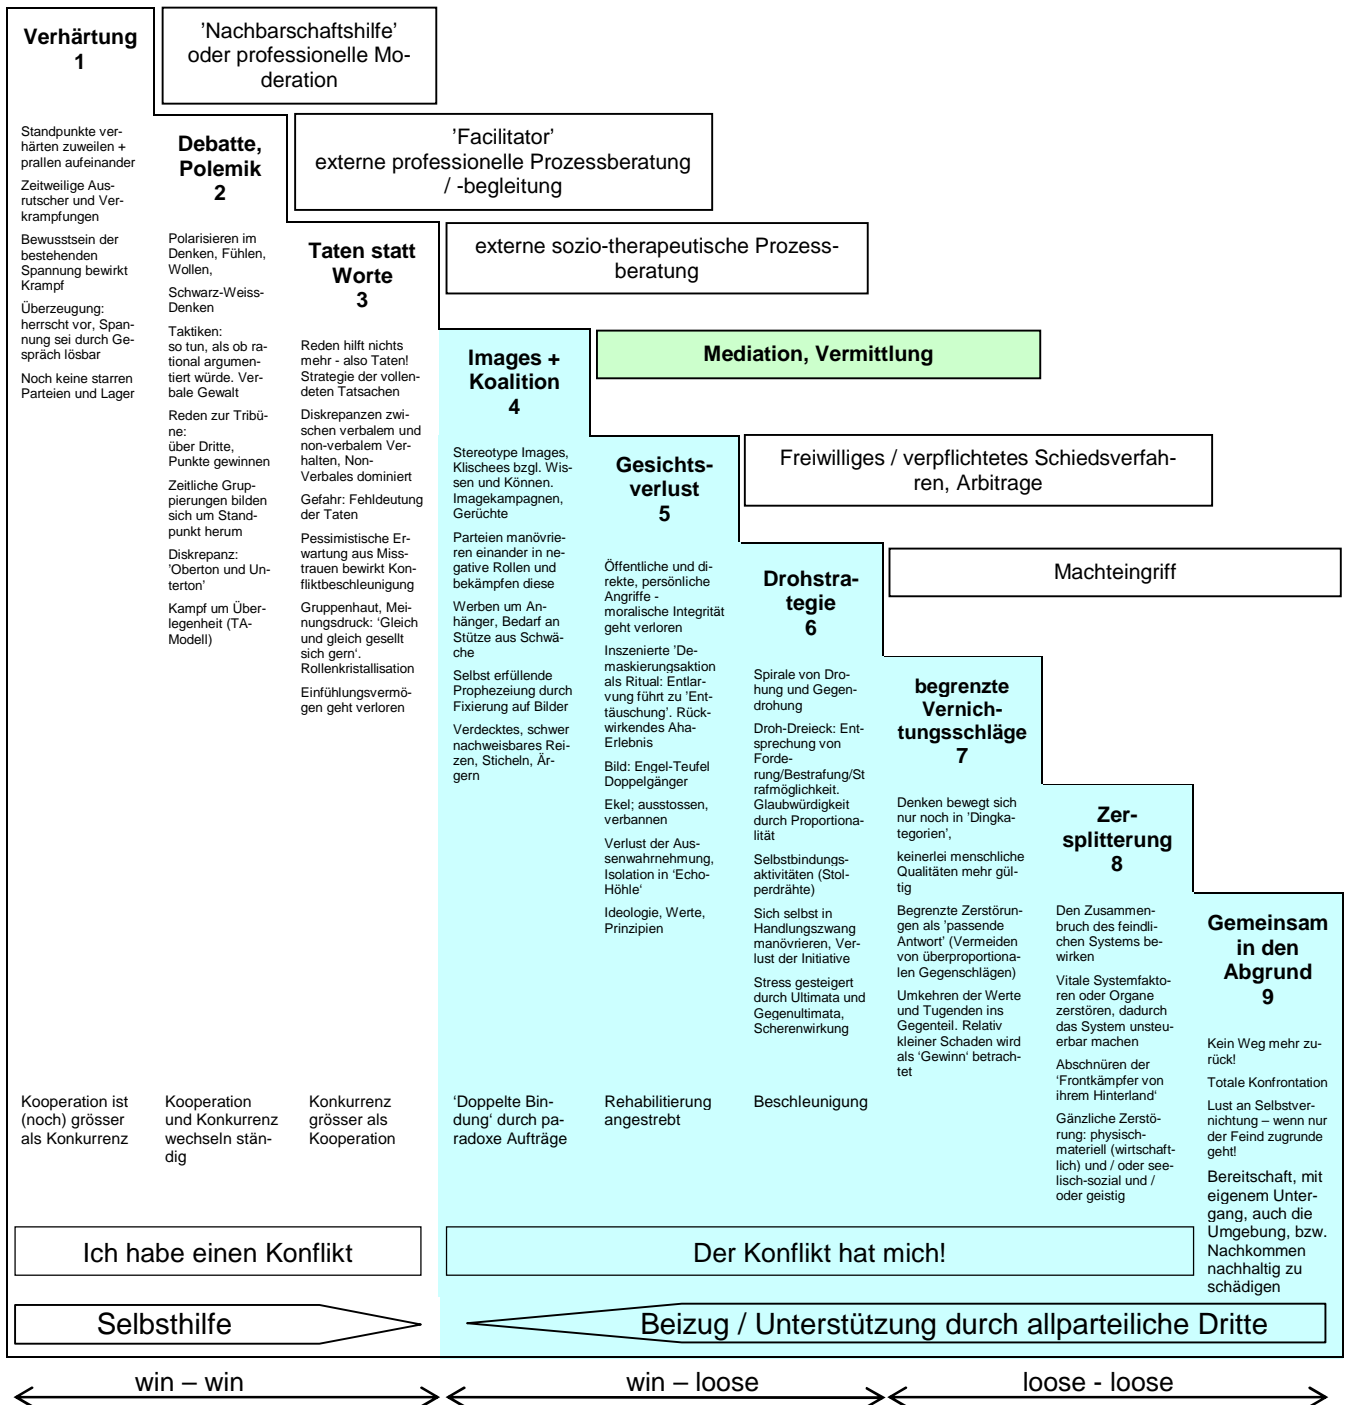 Verhärtung
1
'Nachbarschaftshilfe'
oder professionelle Mo-
deration
Standpunkte ver-
härten zuweilen +
prallen aufeinander
Zeitweilige Aus-
rutscher und Ver-
krampfungen
Bewusstsein der
bestehenden
Spannung bewirkt
Krampf
Überzeugung:
herrscht vor, Span-
nung sei durch Ge-
spräch lösbar
Noch keine starren
Parteien und Lager
Debatte,
Polemik
2
'Facilitator'
externe professionelle Prozessberatung
/ -begleitung
Polarisieren im
Denken, Fühlen,
Wollen,
Schwarz-Weiss-
Denken
Taktiken:
so tun, als ob ra-
tional argumen-
tiert würde. Ver-
bale Gewalt
Reden zur Tribü-
ne:
über Dritte,
Punkte gewinnen
Zeitliche Grup-
pierungen bilden
sich um Stand-
punkt herum
Diskrepanz:
'Oberton und Un-
terton'
Kampf um Über-
legenheit (TA-
Modell)
Taten statt
Worte
3
externe sozio-therapeutische Prozess-
beratung
Reden hilft nichts
mehr - also Taten!
Strategie der vollen-
deten Tatsachen
Diskrepanzen zwi-
schen verbalem und
non-verbalem Ver-
halten, Non-
Verbales dominiert
Gefahr: Fehldeutung
der Taten
Pessimistische Er-
wartung aus Miss-
trauen bewirkt Kon-
fliktbeschleunigung
Gruppenhaut, Mei-
nungsdruck: 'Gleich
und gleich gesellt
sich gern'.
Rollenkristallisation
Einfühlungsvermö-
gen geht verloren
Images +
Koalition
4
Mediation, Vermittlung
Stereotype Images,
Klischees bzgl. Wis-
sen und Können.
Imagekampagnen,
Gerüchte
Parteien manövrie-
ren einander in ne-
gative Rollen und
bekämpfen diese
Werben um An-
hänger, Bedarf an
Stütze aus Schwä-
che
Selbst erfüllende
Prophezeiung durch
Fixierung auf Bilder
Verdecktes, schwer
nachweisbares Rei-
zen, Sticheln, Är-
gern
Gesichts-
verlust
5
Freiwilliges / verpflichtetes Schiedsverfah-
ren, Arbitrage
Öffentliche und di-
rekte, persönliche
Angriffe -
moralische Integrität
geht verloren
Inszenierte 'De-
maskierungsaktion
als Ritual: Entlar-
vung führt zu 'Ent-
täuschung'. Rück-
wirkendes Aha-
Erlebnis
Bild: Engel-Teufel
Doppelgänger
Ekel; ausstossen,
verbannen
Verlust der Aus-
senwahrnehmung,
Isolation in 'Echo-
Höhle'
Ideologie, Werte,
Prinzipien
Drohstra-
tegie
6
Machteingriff
Spirale von Dro-
hung und Gegen-
drohung
Droh-Dreieck: Ent-
sprechung von
Forde-
rung/Bestrafung/St
rafmöglichkeit.
Glaubwürdigkeit
durch Proportiona-
lität
Selbstbindungs-
aktivitäten (Stol-
perdrähte)
Sich selbst in
Handlungszwang
manövrieren, Ver-
lust der Initiative
Stress gesteigert
durch Ultimata und
Gegenultimata,
Scherenwirkung
begrenzte
Vernich-
tungsschläge
7
Denken bewegt sich
nur noch in 'Dingka-
tegorien',
keinerlei menschliche
Qualitäten mehr gül-
tig
Begrenzte Zerstörun-
gen als 'passende
Antwort' (Vermeiden
von überproportiona-
len Gegenschlägen)
Umkehren der Werte
und Tugenden ins
Gegenteil. Relativ
kleiner Schaden wird
als 'Gewinn' betrach-
tet
Zer-
splitterung
8
Den Zusammen-
bruch des feindli-
chen Systems be-
wirken
Vitale Systemfakto-
ren oder Organe
zerstören, dadurch
das System unsteu-
erbar machen
Abschnüren der
'Frontkämpfer von
ihrem Hinterland'
Gänzliche Zerstö-
rung: physisch-
materiell (wirtschaft-
lich) und / oder see-
lisch-sozial und /
oder geistig
Gemeinsam
in den
Abgrund
9
Kein Weg mehr zu-
rück!
Totale Konfrontation
Lust an Selbstver-
nichtung – wenn nur
der Feind zugrunde
geht!
Bereitschaft, mit
eigenem Unter-
gang, auch die
Umgebung, bzw.
Nachkommen
nachhaltig zu
schädigen
Kooperation ist
(noch) grösser
als Konkurrenz
Kooperation
und Konkurrenz
wechseln stän-
dig
Konkurrenz
grösser als
Kooperation
'Doppelte Bin-
dung' durch pa-
radoxe Aufträge
Rehabilitierung
angestrebt
Beschleunigung
Ich habe einen Konflikt
Der Konflikt hat mich!
Selbsthilfe
Beizug / Unterstützung durch allparteiliche Dritte
win – win
win – loose
loose - loose